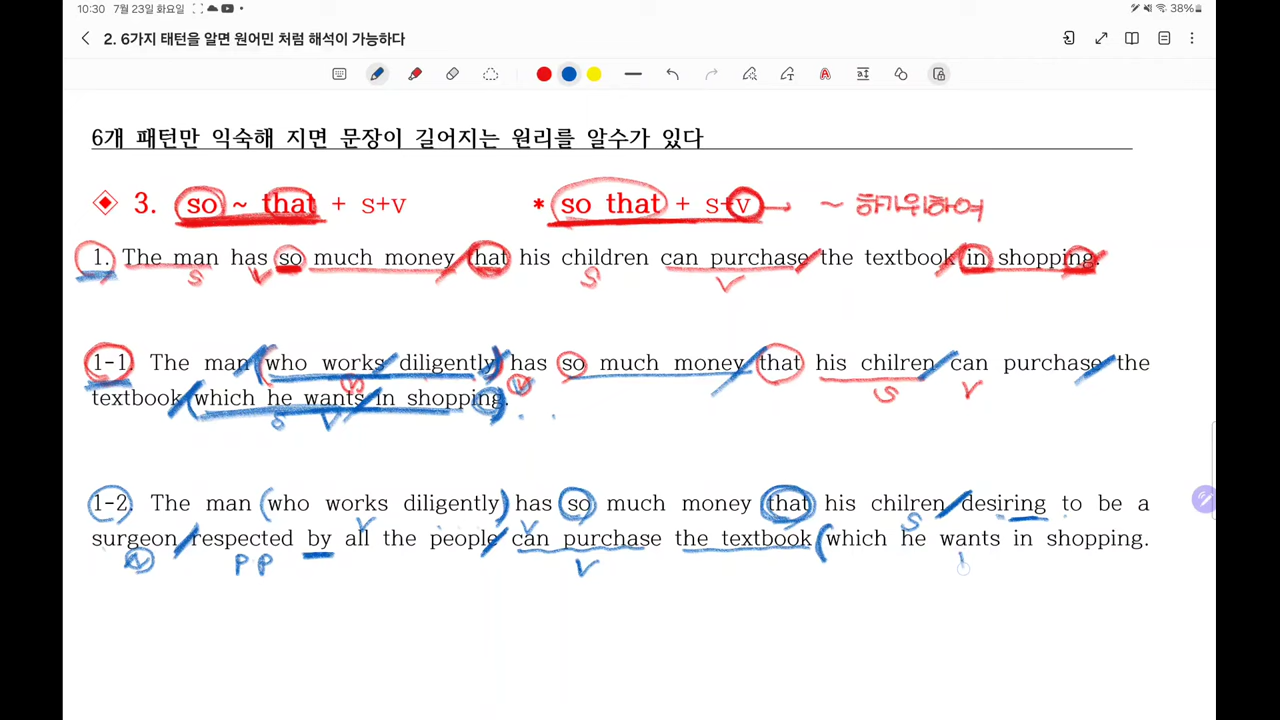 10:30 7월 23일 화요일
38%
2. 6가지 태턴을 알면 원어민 처럼 해석이 가능하다
6개 패턴만 익숙해 지면 문장이 길어지는 원리를 알수가 있다
◈ 3. so ~ that + s+v * so that + s+v ~ 하기위하여
1. The man has so much money that his children can purchase the textbook in shopping.
S V S V
1-1. The man (who works diligently) has so much money that his chilren can purchase the
V S V
textbook (which he wants in shopping).
S V
1-2. The man (who works diligently) has so much money that his chilren desiring to be a
V V S
surgeon respected by all the people can purchase the textbook (which he wants in shopping.
N PP V